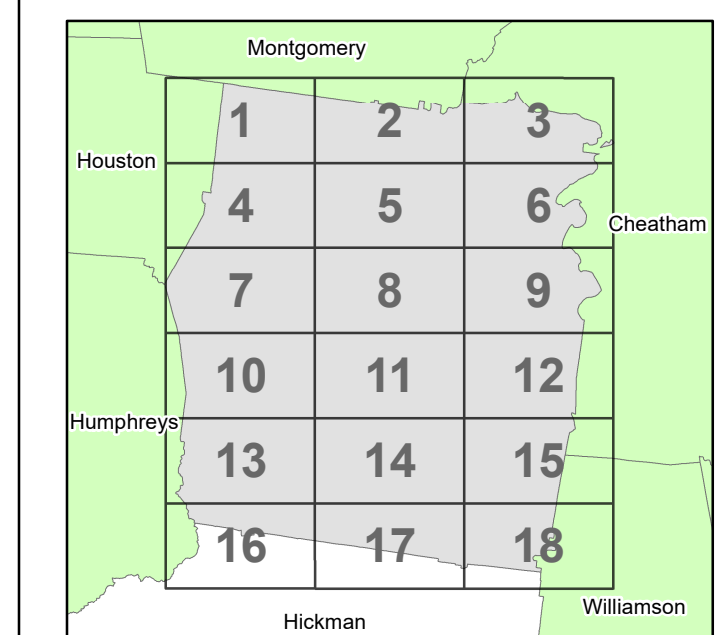 Montgomery
1 2 3
Houston
4 5 6
Cheatham
7 8 9
10 11 12
Humphreys
13 14 15
16 17 18
Williamson
Hickman